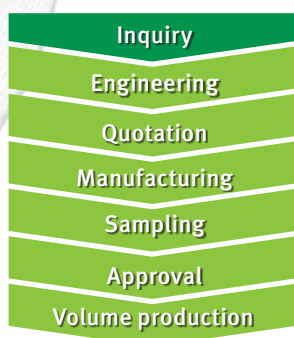 Inquiry
Engineering
Quotation
Manufacturing
Sampling
Approval
Volume production